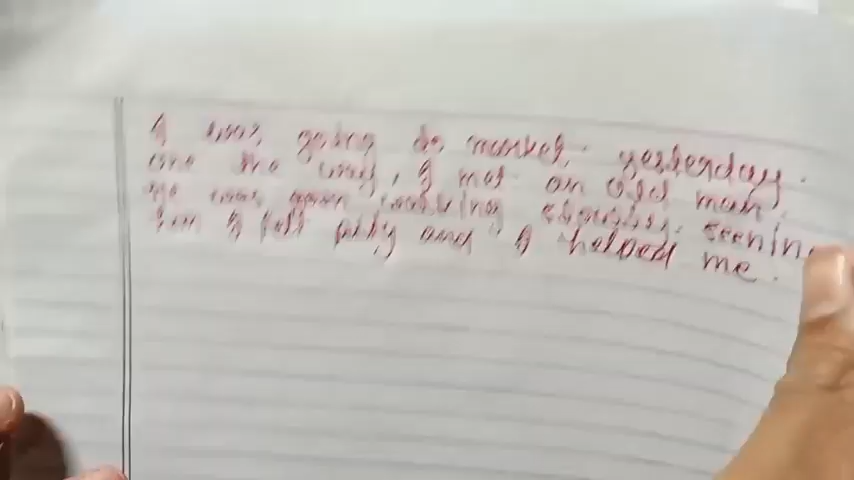 I was going to market yesterday.
on the way, I met an old man.
He was walking slowly. seening
him I felt pity and I helped me.